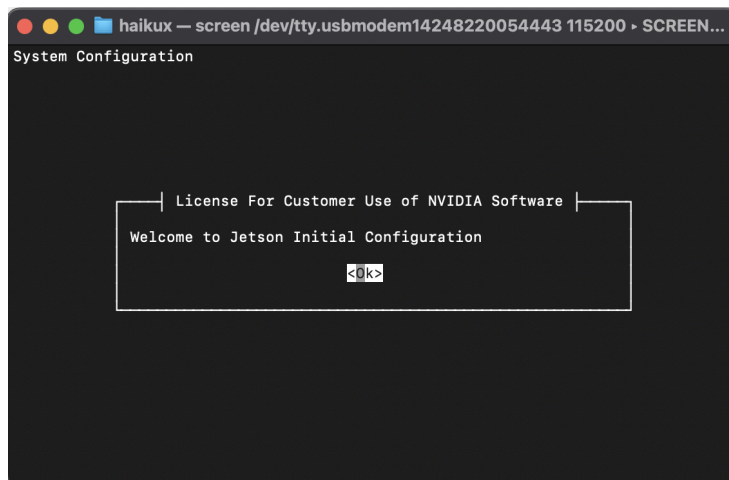 haikux — screen /dev/tty.usbmodem14248220054443 115200 ▸ SCREEN...
System Configuration
License For Customer Use of NVIDIA Software
Welcome to Jetson Initial Configuration
<Ok>